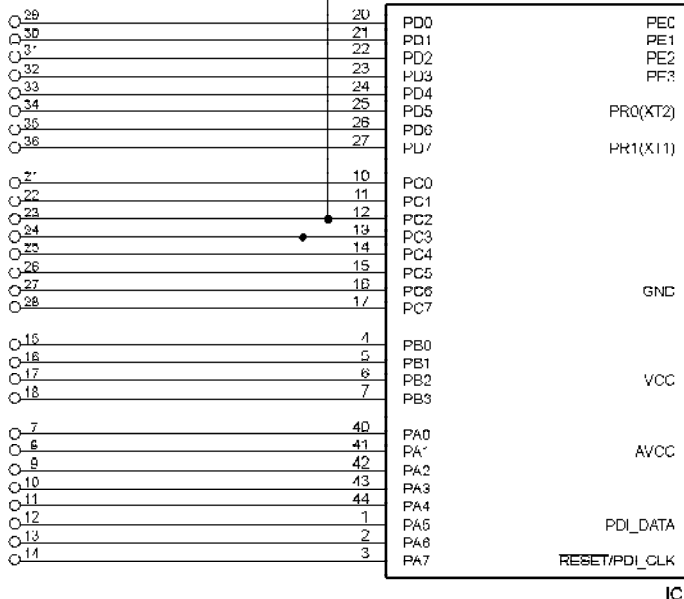 29 20 PD0 PE0
30 21 PD1 PE1
31 22 PD2 PE2
32 23 PD3 PE3
33 24 PD4
34 25 PD5 PR0(XT2)
35 26 PD6
36 27 PD7 PR1(XT1)
21 10 PC0
22 11 PC1
23 12 PC2
24 13 PC3
25 14 PC4
26 15 PC5
27 16 PC6 GND
28 17 PC7
15 4 PB0
16 5 PB1
17 6 PB2 VCC
18 7 PB3
7 40 PA0
8 41 PA1 AVCC
9 42 PA2
10 43 PA3
11 44 PA4
12 1 PA5 PDI_DATA
13 2 PA6
14 3 PA7 RESET/PDI_CLK
IC